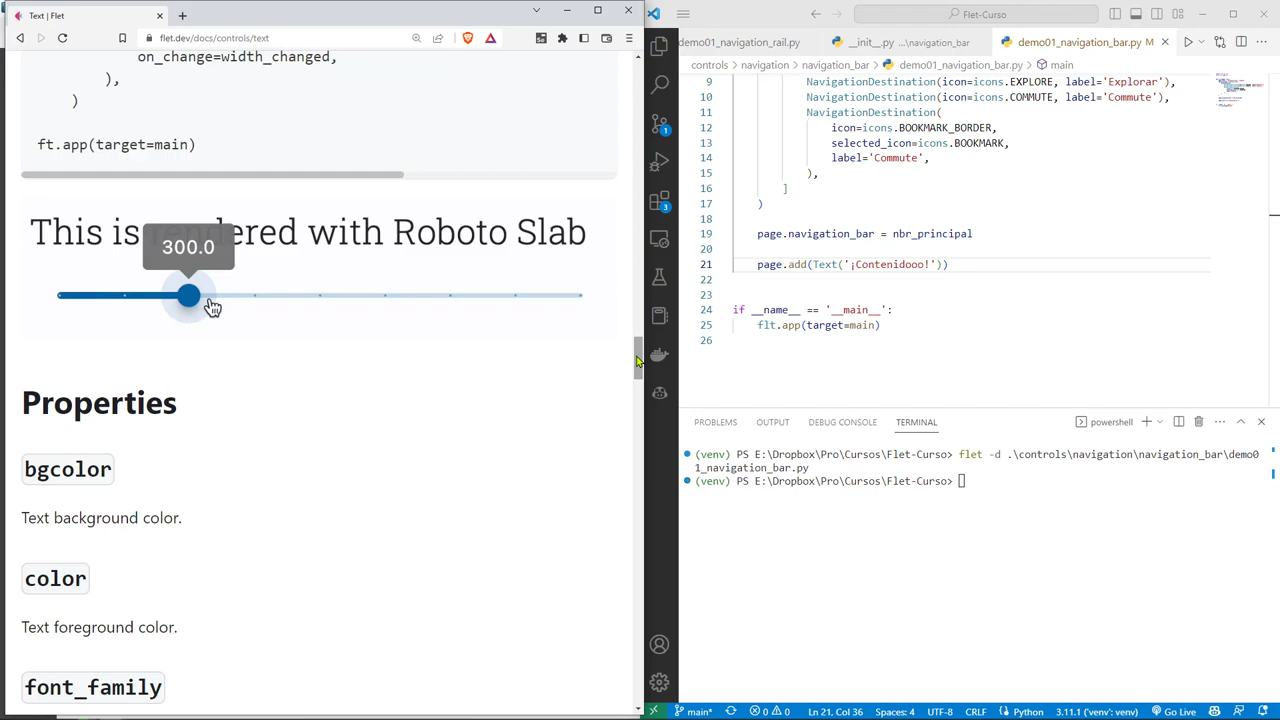 Text | Flet
flet.dev/docs/controls/text
on_change=width_changed,
),
)
ft.app(target=main)
This is rendered with Roboto Slab
300.0
Properties
bgcolor
Text background color.
color
Text foreground color.
font_family
Flet-Curso
demo01_navigation_rail.py
__init__.py ...\navigation_bar
demo01_navigation_bar.py M
controls > navigation > navigation_bar > demo01_navigation_bar.py > main
9 NavigationDestination(icon=icons.EXPLORE, label='Explorar'),
10 NavigationDestination(icon=icons.COMMUTE, label='Commute'),
11 NavigationDestination(
12 icon=icons.BOOKMARK_BORDER,
13 selected_icon=icons.BOOKMARK,
14 label='Commute',
15 ),
16 ]
17 )
18
19 page.navigation_bar = nbr_principal
20
21 page.add(Text('¡Contenidooo!'))
22
23
24 if __name__ == '__main__':
25 flt.app(target=main)
26
1
3
PROBLEMS OUTPUT DEBUG CONSOLE TERMINAL
powershell
(venv) PS E:\Dropbox\Pro\Cursos\Flet-Curso> flet -d .\controls\navigation\navigation_bar\demo0
1_navigation_bar.py
(venv) PS E:\Dropbox\Pro\Cursos\Flet-Curso>
main* 0 0 Ln 21, Col 36 Spaces: 4 UTF-8 CRLF Python 3.11.1 ('venv': venv) Go Live